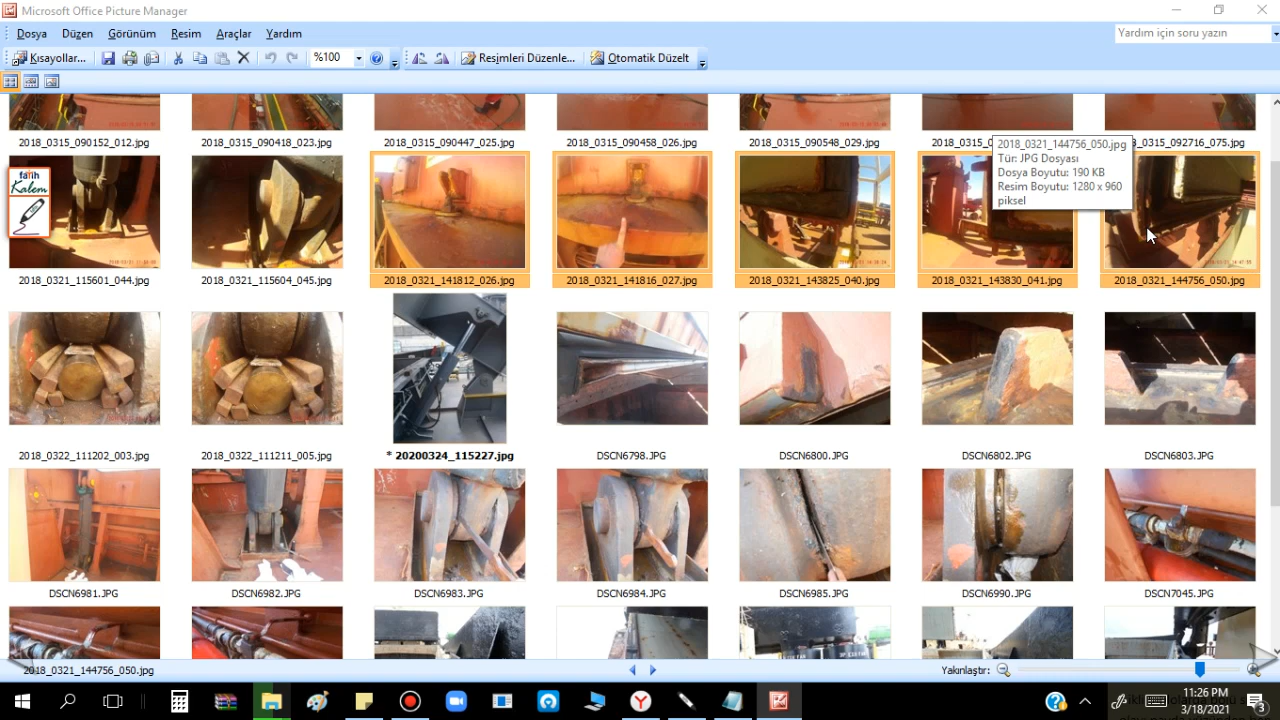 Microsoft Office Picture Manager
Dosya Düzen Görünüm Resim Araçlar Yardım
Yardım için soru yazın
Kısayollar... %100 Resimleri Düzenle... Otomatik Düzelt
2018_0315_090152_012.jpg 2018_0315_090418_023.jpg 2018_0315_090447_025.jpg 2018_0315_090458_026.jpg 2018_0315_090548_029.jpg 2018_0315_0 3_0315_092716_075.jpg
2018_0321_144756_050.jpg
Tür: JPG Dosyası
Dosya Boyutu: 190 KB
Resim Boyutu: 1280 x 960
piksel
fatih
Kalem
2018_0321_115601_044.jpg 2018_0321_115604_045.jpg 2018_0321_141812_026.jpg 2018_0321_141816_027.jpg 2018_0321_143825_040.jpg 2018_0321_143830_041.jpg 2018_0321_144756_050.jpg
2018_0322_111202_003.jpg 2018_0322_111211_005.jpg * 20200324_115227.jpg DSCN6798.JPG DSCN6800.JPG DSCN6802.JPG DSCN6803.JPG
DSCN6981.JPG DSCN6982.JPG DSCN6983.JPG DSCN6984.JPG DSCN6985.JPG DSCN6990.JPG DSCN7045.JPG
2018_0321_144756_050.jpg
Yakınlaştır:
11:26 PM
3/18/2021
3